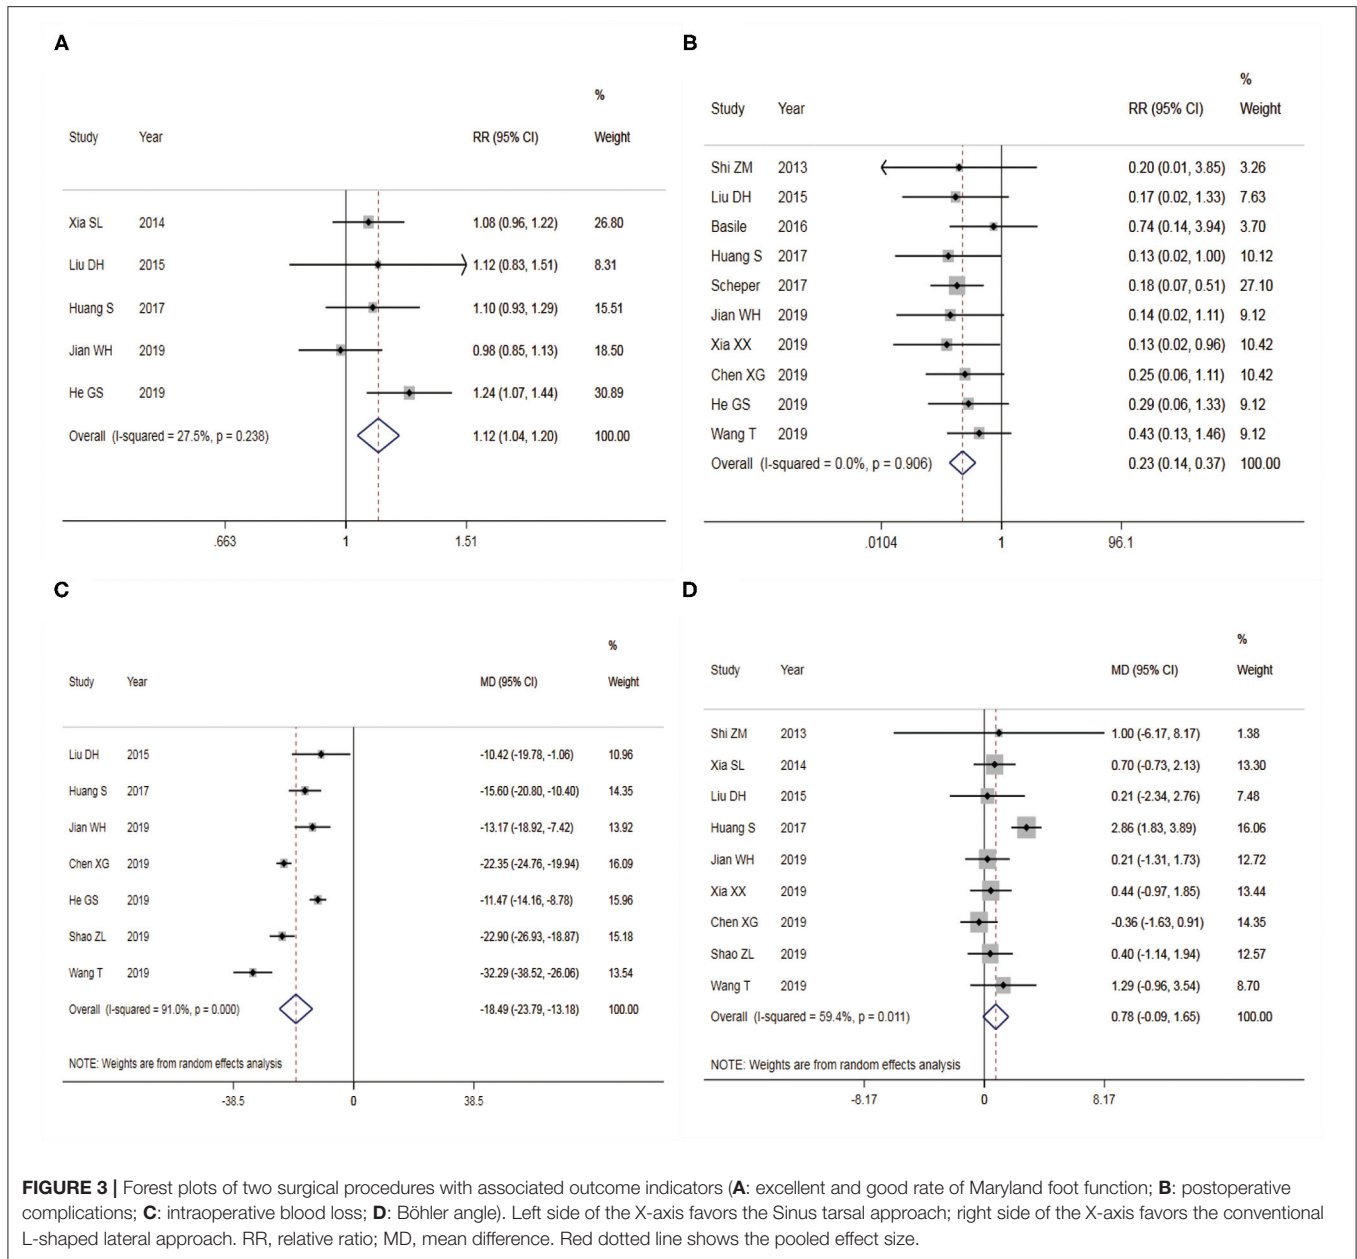 A
%
Study Year RR (95% CI) Weight
Xia SL 2014 1.08 (0.96, 1.22) 26.80
Liu DH 2015 1.12 (0.83, 1.51) 8.31
Huang S 2017 1.10 (0.93, 1.29) 15.51
Jian WH 2019 0.98 (0.85, 1.13) 18.50
He GS 2019 1.24 (1.07, 1.44) 30.89
Overall (I-squared = 27.5%, p = 0.238) 1.12 (1.04, 1.20) 100.00
.663 1 1.51
B
%
Study Year RR (95% CI) Weight
Shi ZM 2013 0.20 (0.01, 3.85) 3.26
Liu DH 2015 0.17 (0.02, 1.33) 7.63
Basile 2016 0.74 (0.14, 3.94) 3.70
Huang S 2017 0.13 (0.02, 1.00) 10.12
Scheper 2017 0.18 (0.07, 0.51) 27.10
Jian WH 2019 0.14 (0.02, 1.11) 9.12
Xia XX 2019 0.13 (0.02, 0.96) 10.42
Chen XG 2019 0.25 (0.06, 1.11) 10.42
He GS 2019 0.29 (0.06, 1.33) 9.12
Wang T 2019 0.43 (0.13, 1.46) 9.12
Overall (I-squared = 0.0%, p = 0.906) 0.23 (0.14, 0.37) 100.00
.0104 1 96.1
C
%
Study Year MD (95% CI) Weight
Liu DH 2015 -10.42 (-19.78, -1.06) 10.96
Huang S 2017 -15.60 (-20.80, -10.40) 14.35
Jian WH 2019 -13.17 (-18.92, -7.42) 13.92
Chen XG 2019 -22.35 (-24.76, -19.94) 16.09
He GS 2019 -11.47 (-14.16, -8.78) 15.96
Shao ZL 2019 -22.90 (-26.93, -18.87) 15.18
Wang T 2019 -32.29 (-38.52, -26.06) 13.54
Overall (I-squared = 91.0%, p = 0.000) -18.49 (-23.79, -13.18) 100.00
NOTE: Weights are from random effects analysis
-38.5 0 38.5
D
%
Study Year MD (95% CI) Weight
Shi ZM 2013 1.00 (-6.17, 8.17) 1.38
Xia SL 2014 0.70 (-0.73, 2.13) 13.30
Liu DH 2015 0.21 (-2.34, 2.76) 7.48
Huang S 2017 2.86 (1.83, 3.89) 16.06
Jian WH 2019 0.21 (-1.31, 1.73) 12.72
Xia XX 2019 0.44 (-0.97, 1.85) 13.44
Chen XG 2019 -0.36 (-1.63, 0.91) 14.35
Shao ZL 2019 0.40 (-1.14, 1.94) 12.57
Wang T 2019 1.29 (-0.96, 3.54) 8.70
Overall (I-squared = 59.4%, p = 0.011) 0.78 (-0.09, 1.65) 100.00
NOTE: Weights are from random effects analysis
-8.17 0 8.17
FIGURE 3 | Forest plots of two surgical procedures with associated outcome indicators (A: excellent and good rate of Maryland foot function; B: postoperative
complications; C: intraoperative blood loss; D: Böhler angle). Left side of the X-axis favors the Sinus tarsal approach; right side of the X-axis favors the conventional
L-shaped lateral approach. RR, relative ratio; MD, mean difference. Red dotted line shows the pooled effect size.